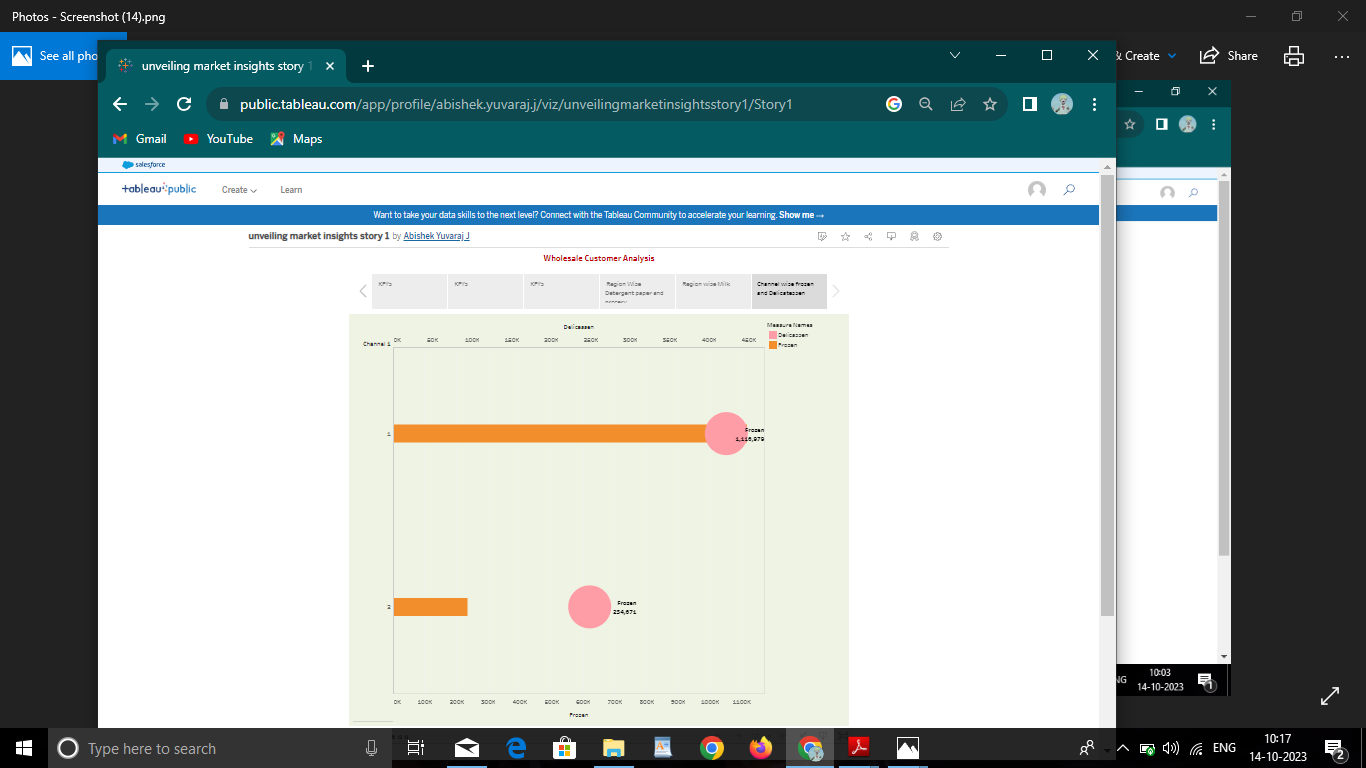 Photos - Screenshot (14).png
See all pho
& Create
Share
unveiling market insights story 1
public.tableau.com/app/profile/abishek.yuvaraj.j/viz/unveilingmarketinsightsstory1/Story1
Gmail YouTube Maps
salesforce
+ableau public Create Learn
Want to take your data skills to the next level? Connect with the Tableau Community to accelerate your learning. Show me →
unveiling market insights story 1 by Abishek Yuvaraj J
Wholesale Customer Analysis
KPI's
KPI's
KPI's
Region Wise
Detergent paper and
Region wise Milk
Channel wise frozen
and Delicatessen
Delicassen
Measure Names
Delicassen
Frozen
Channel 1
0K 50K 100K 150K 200K 250K 300K 350K 400K 450K
1
Frozen
1,116,979
2
Frozen
234,671
0K 100K 200K 300K 400K 500K 600K 700K 800K 900K 1000K 1100K
Frozen
NG
10:03
14-10-2023
1
Type here to search
ENG
10:17
14-10-2023
2